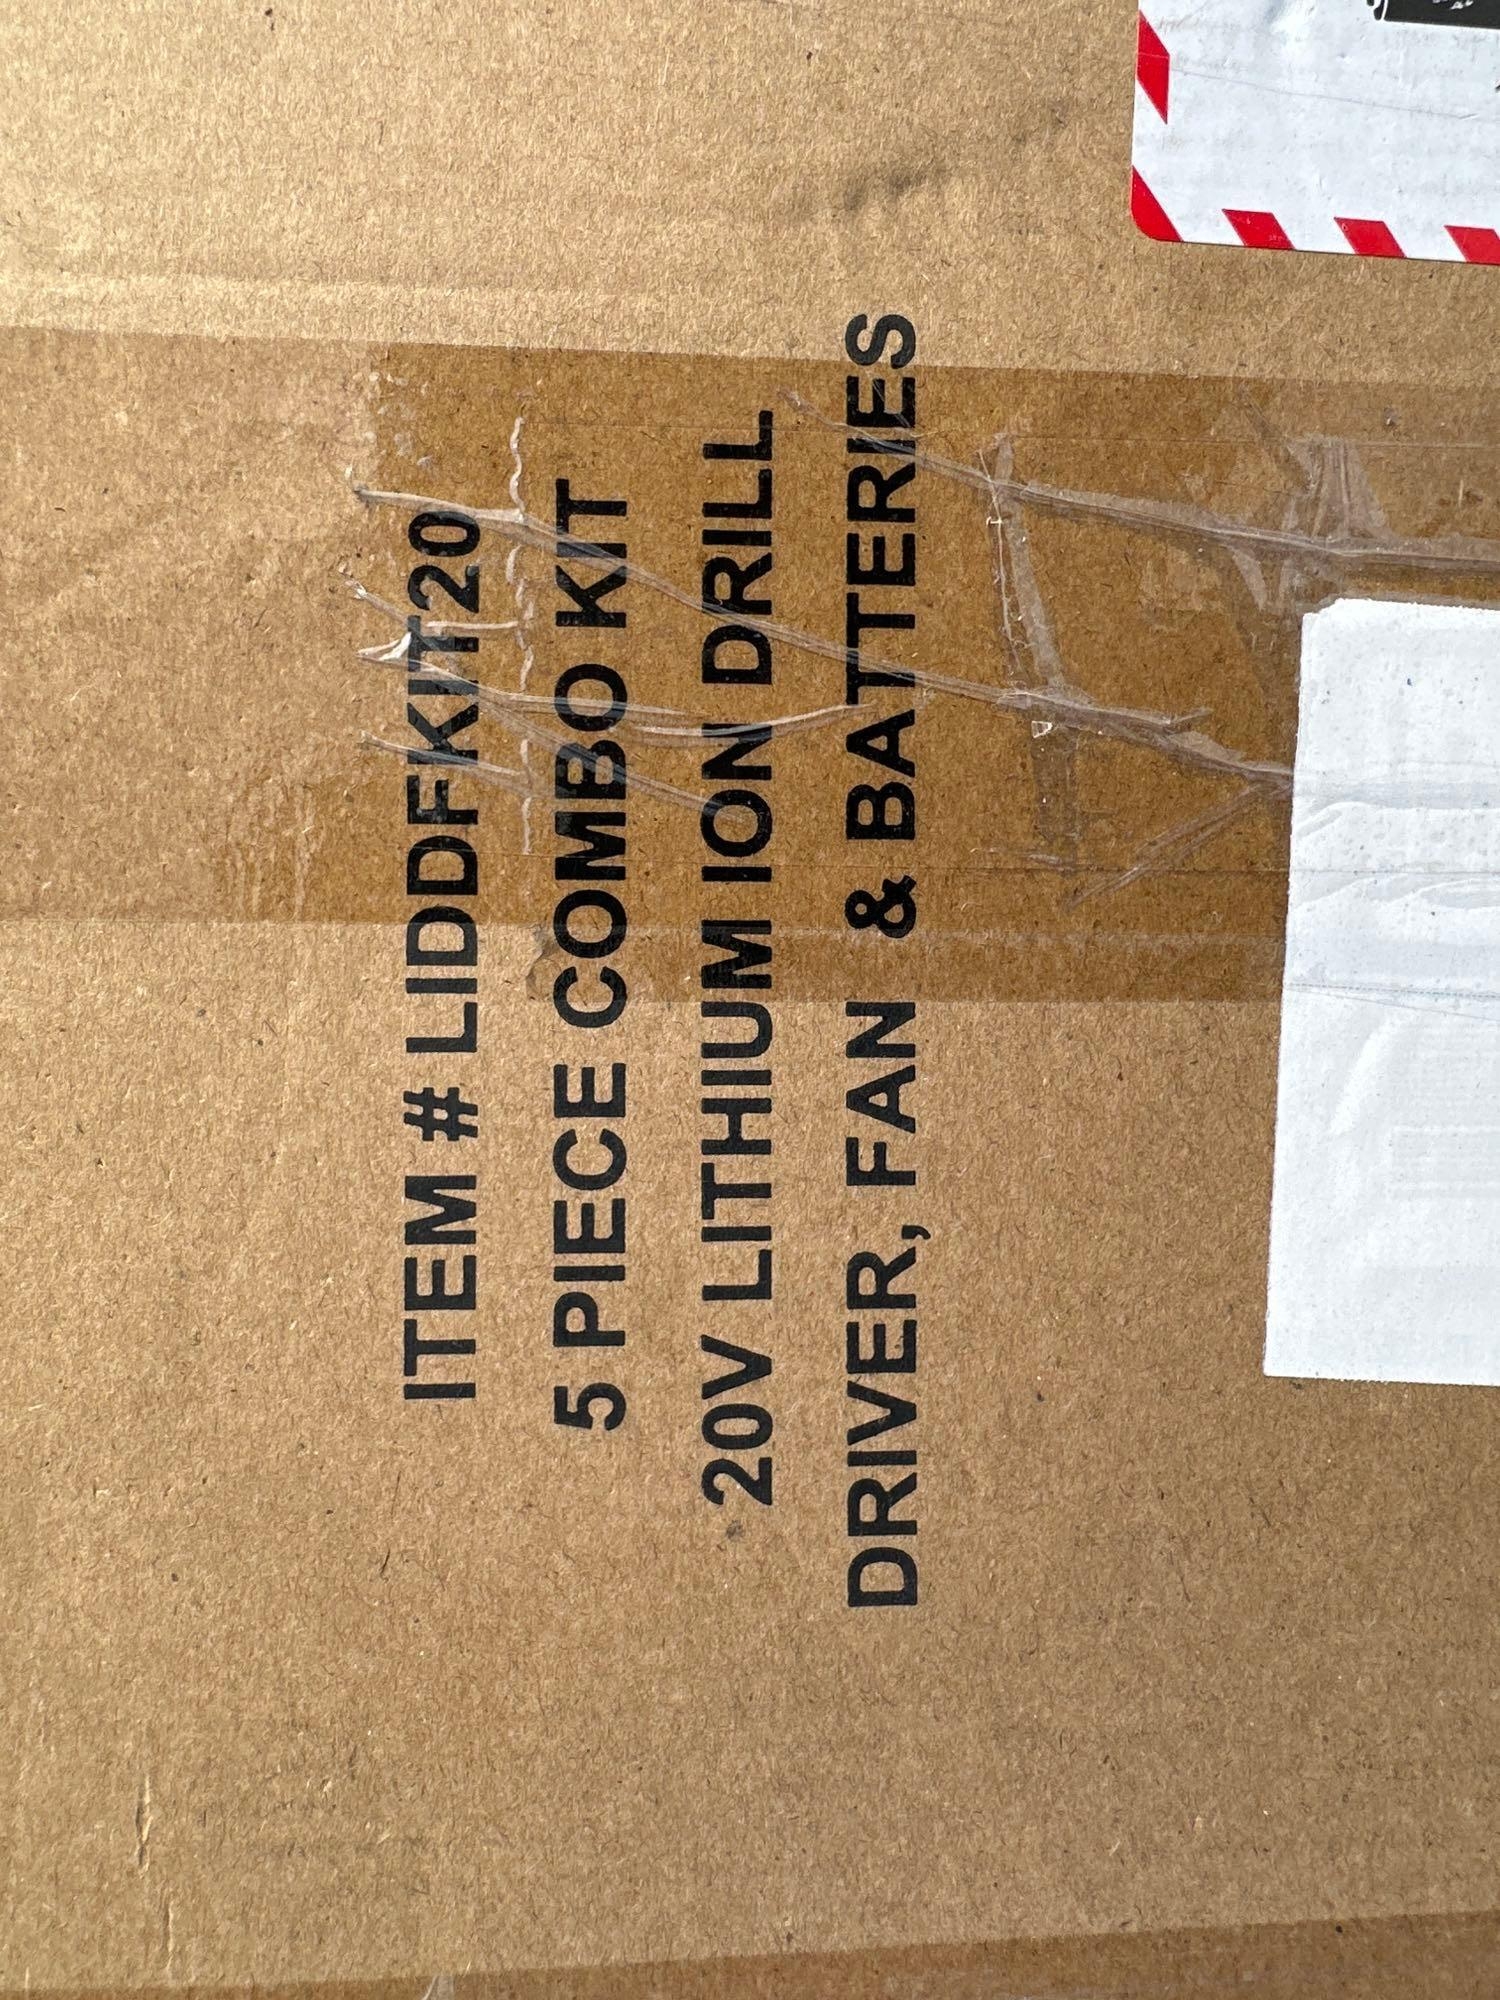 ITEM # LIDDFKIT20
5 PIECE COMBO KIT
20V LITHIUM ION DRILL
DRIVER, FAN & BATTERIES